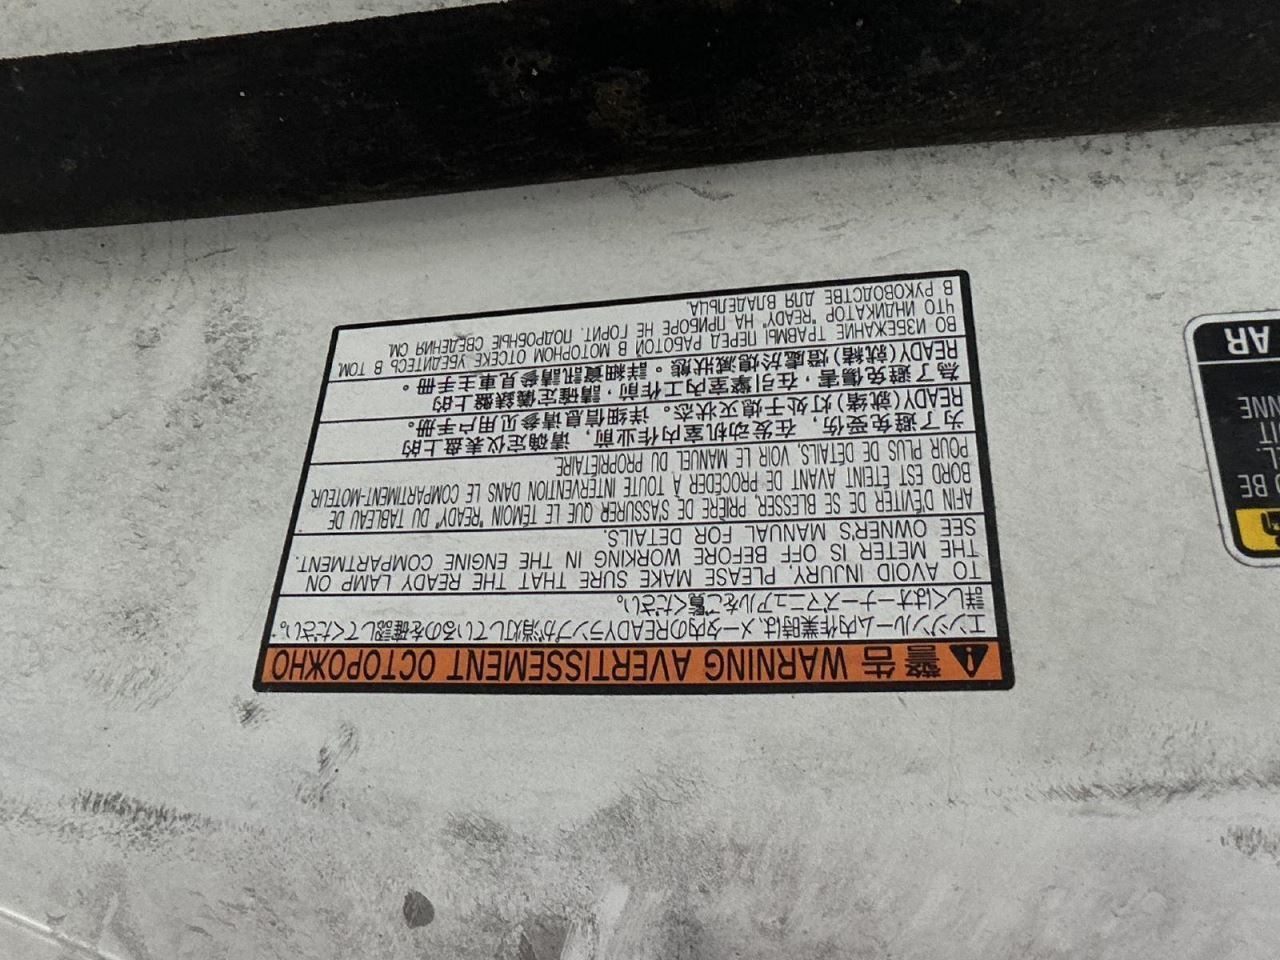 警告 WARNING AVERTISSEMENT ОСТОРОЖНО
エンジンルーム内作業時は、メータ内のREADYランプが消灯しているのを確認してください。
詳しくはオーナーズマニュアルをご覧ください。
TO AVOID INJURY, PLEASE MAKE SURE THAT THE READY LAMP ON
THE METER IS OFF BEFORE WORKING IN THE ENGINE COMPARTMENT.
SEE OWNER'S MANUAL FOR DETAILS.
AFIN D'ÉVITER DE SE BLESSER, PRIÈRE DE S'ASSURER QUE LE TÉMOIN "READY" DU TABLEAU DE
BORD EST ÉTEINT AVANT DE PROCÉDER À TOUTE INTERVENTION DANS LE COMPARTIMENT-MOTEUR.
POUR PLUS DE DÉTAILS, VOIR LE MANUEL DU PROPRIÉTAIRE.
为了避免受伤，在发动机室内作业前，请确定仪表盘上的
READY(就绪)灯处于熄灭状态。详细信息请参见用户手册。
為了避免傷害，在引擎室內工作前，請確定儀錶盤上的
READY(就緒)燈處於熄滅狀態。詳細資訊請參見車主手冊。
ВО ИЗБЕЖАНИЕ ТРАВМЫ ПЕРЕД РАБОТОЙ В МОТОРНОМ ОТСЕКЕ УБЕДИТЕСЬ В ТОМ,
ЧТО ИНДИКАТОР "READY" НА ПРИБОРЕ НЕ ГОРИТ. ПОДРОБНЫЕ СВЕДЕНИЯ СМ.
В РУКОВОДСТВЕ ДЛЯ ВЛАДЕЛЬЦА.
BE
NNE
AR